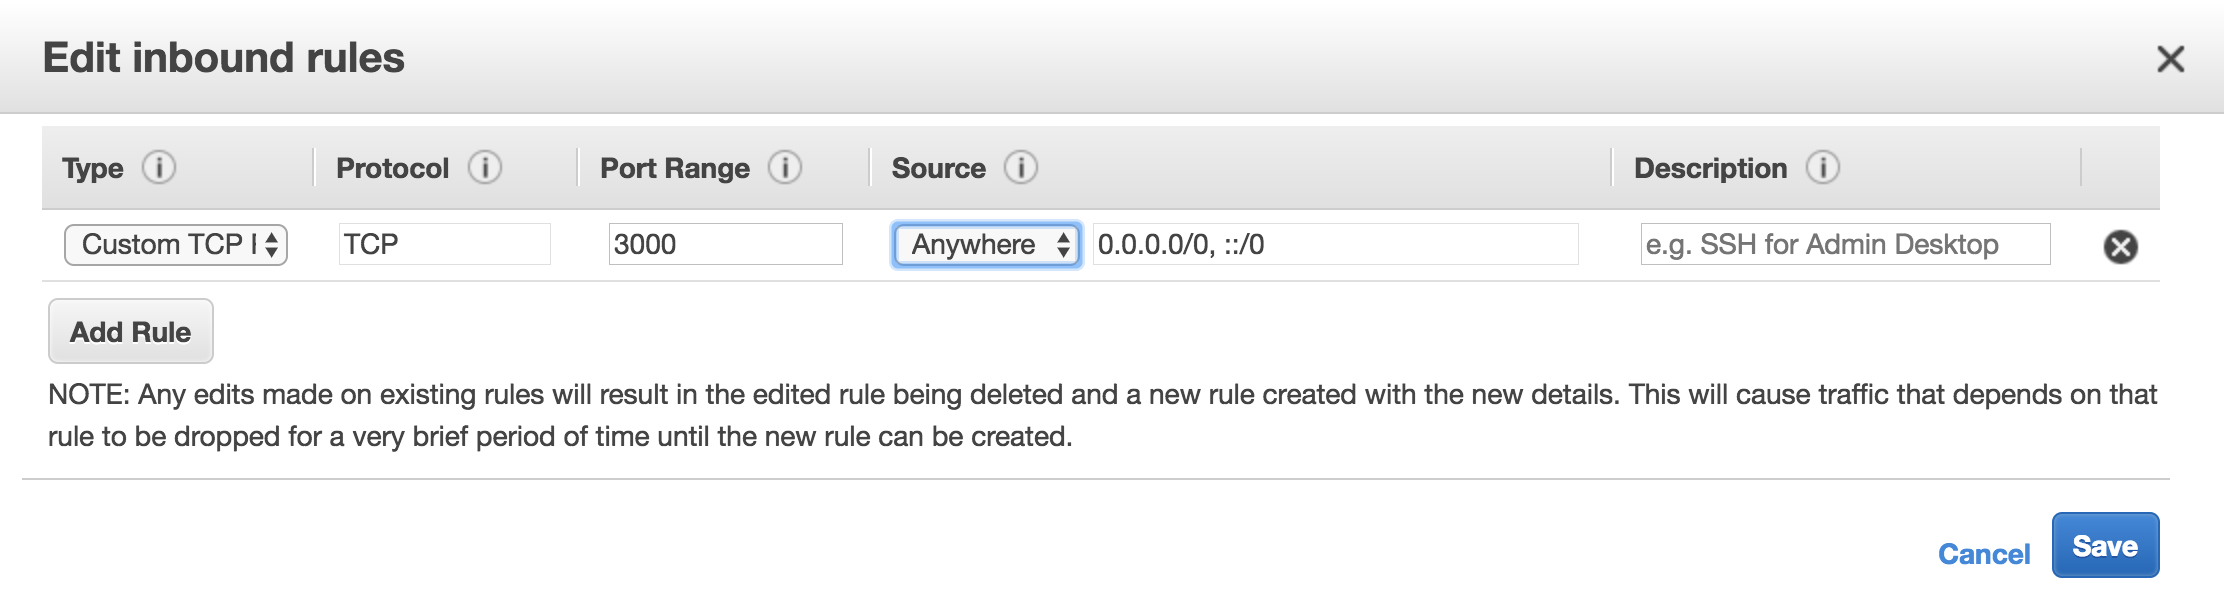 Edit inbound rules
Type Protocol Port Range Source Description
Custom TCP TCP 3000 Anywhere 0.0.0.0/0, ::/0 e.g. SSH for Admin Desktop
Add Rule
NOTE: Any edits made on existing rules will result in the edited rule being deleted and a new rule created with the new details. This will cause traffic that depends on that
rule to be dropped for a very brief period of time until the new rule can be created.
Cancel Save